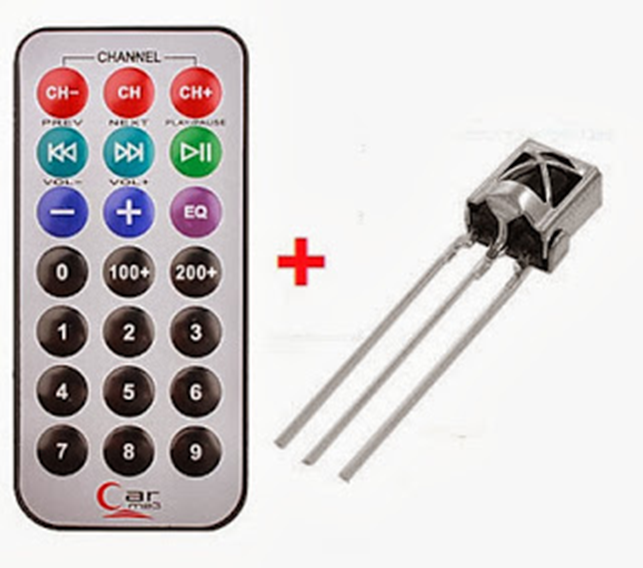 CHANNEL
CH− CH CH+
PREV NEXT PLAY/PAUSE
VOL− VOL+
− + EQ
0 100+ 200+
1 2 3
4 5 6
7 8 9
Car
mp3